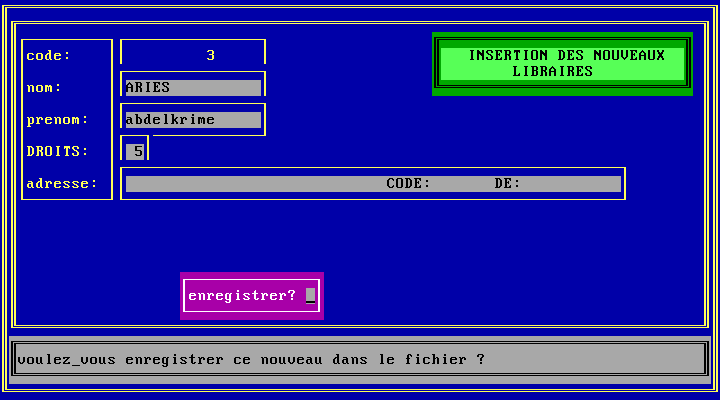 code: 3
INSERTION DES NOUVEAUX
LIBRAIRES
nom: ARIES
prenom: abdelkrime
DROITS: 5
adresse: CODE: DE:
enregistrer? _
voulez_vous enregistrer ce nouveau dans le fichier ?